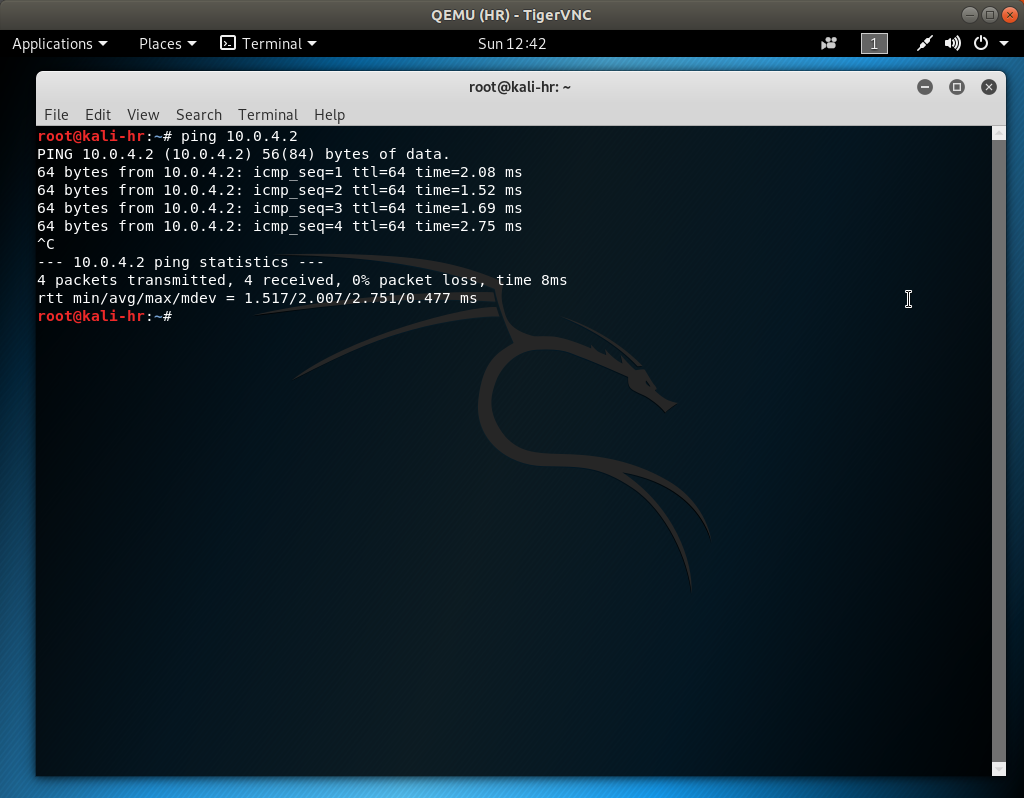 QEMU (HR) - TigerVNC
Applications Places Terminal Sun 12:42 1
root@kali-hr: ~
File Edit View Search Terminal Help
root@kali-hr:~# ping 10.0.4.2
PING 10.0.4.2 (10.0.4.2) 56(84) bytes of data.
64 bytes from 10.0.4.2: icmp_seq=1 ttl=64 time=2.08 ms
64 bytes from 10.0.4.2: icmp_seq=2 ttl=64 time=1.52 ms
64 bytes from 10.0.4.2: icmp_seq=3 ttl=64 time=1.69 ms
64 bytes from 10.0.4.2: icmp_seq=4 ttl=64 time=2.75 ms
^C
--- 10.0.4.2 ping statistics ---
4 packets transmitted, 4 received, 0% packet loss, time 8ms
rtt min/avg/max/mdev = 1.517/2.007/2.751/0.477 ms
root@kali-hr:~#